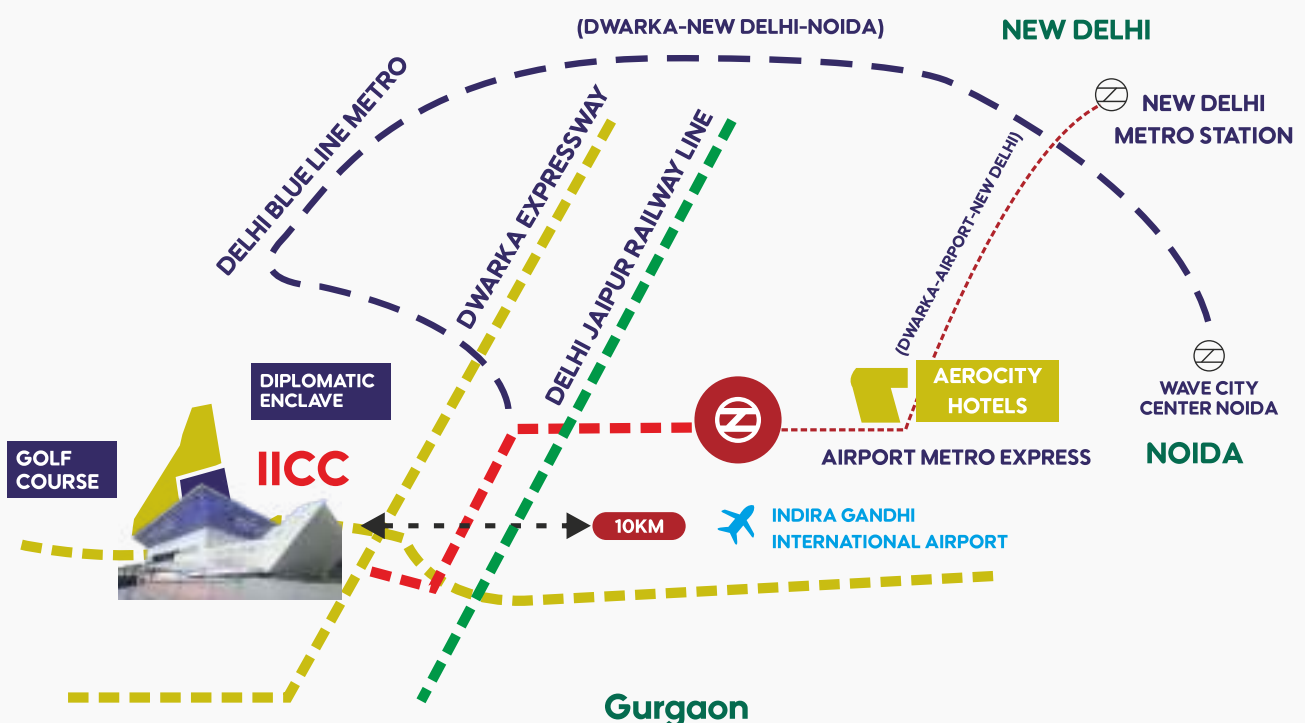 (DWARKA-NEW DELHI-NOIDA)
NEW DELHI
DELHI BLUE LINE METRO
DWARKA EXPRESSWAY
DELHI JAIPUR RAILWAY LINE
NEW DELHI
METRO STATION
(DWARKA-AIRPORT-NEW DELHI)
DIPLOMATIC
ENCLAVE
AEROCITY
HOTELS
WAVE CITY
CENTER NOIDA
GOLF
COURSE
IICC
AIRPORT METRO EXPRESS
NOIDA
10KM
INDIRA GANDHI
INTERNATIONAL AIRPORT
Gurgaon